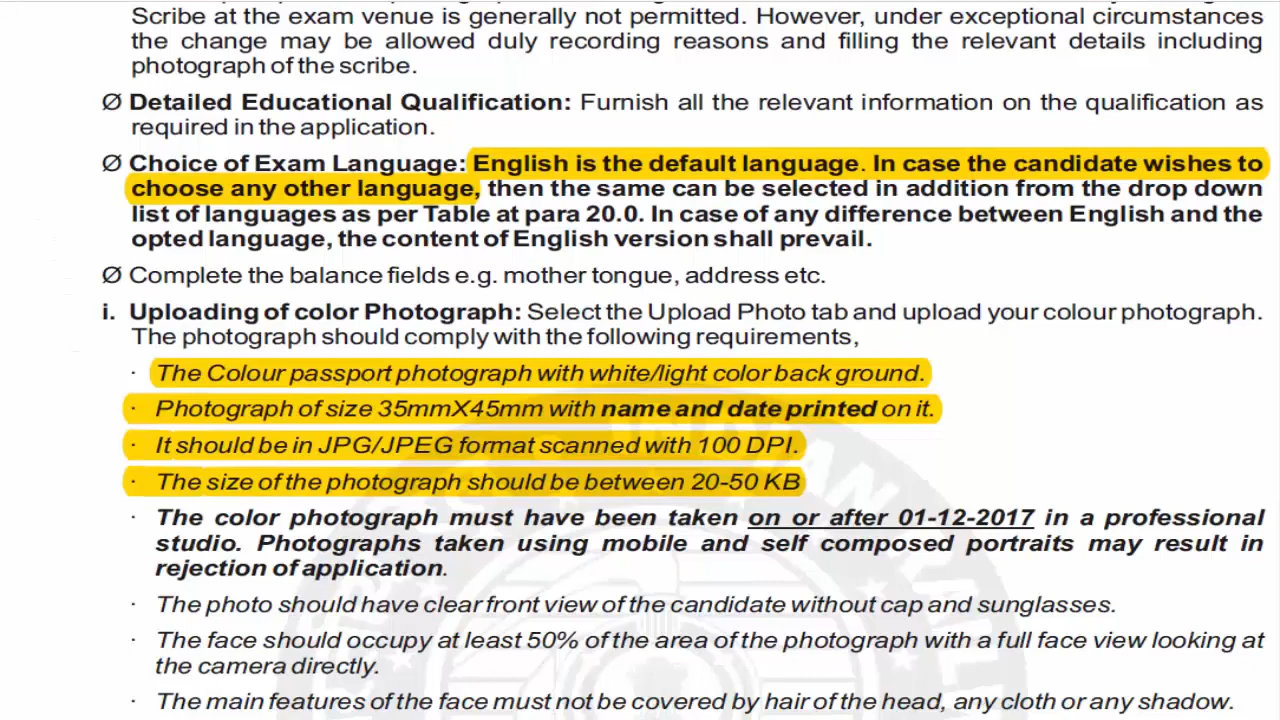 Scribe at the exam venue is generally not permitted. However, under exceptional circumstances
the change may be allowed duly recording reasons and filling the relevant details including
photograph of the scribe.
Ø Detailed Educational Qualification: Furnish all the relevant information on the qualification as
required in the application.
Ø Choice of Exam Language: English is the default language. In case the candidate wishes to
choose any other language, then the same can be selected in addition from the drop down
list of languages as per Table at para 20.0. In case of any difference between English and the
opted language, the content of English version shall prevail.
Ø Complete the balance fields e.g. mother tongue, address etc.
i. Uploading of color Photograph: Select the Upload Photo tab and upload your colour photograph.
The photograph should comply with the following requirements,
· The Colour passport photograph with white/light color back ground.
· Photograph of size 35mmX45mm with name and date printed on it.
· It should be in JPG/JPEG format scanned with 100 DPI.
· The size of the photograph should be between 20-50 KB
· The color photograph must have been taken on or after 01-12-2017 in a professional
studio. Photographs taken using mobile and self composed portraits may result in
rejection of application.
· The photo should have clear front view of the candidate without cap and sunglasses.
· The face should occupy at least 50% of the area of the photograph with a full face view looking at
the camera directly.
· The main features of the face must not be covered by hair of the head, any cloth or any shadow.